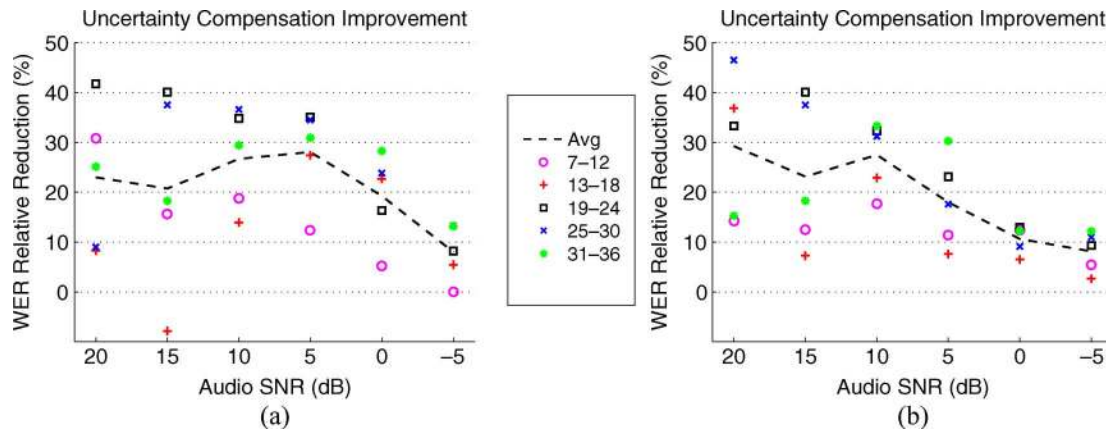 Uncertainty Compensation Improvement
WER Relative Reduction (%)
50
40
30
20
10
0
20 15 10 5 0 –5
Audio SNR (dB)
(a)
Avg
7–12
13–18
19–24
25–30
31–36
Uncertainty Compensation Improvement
WER Relative Reduction (%)
50
40
30
20
10
0
20 15 10 5 0 –5
Audio SNR (dB)
(b)